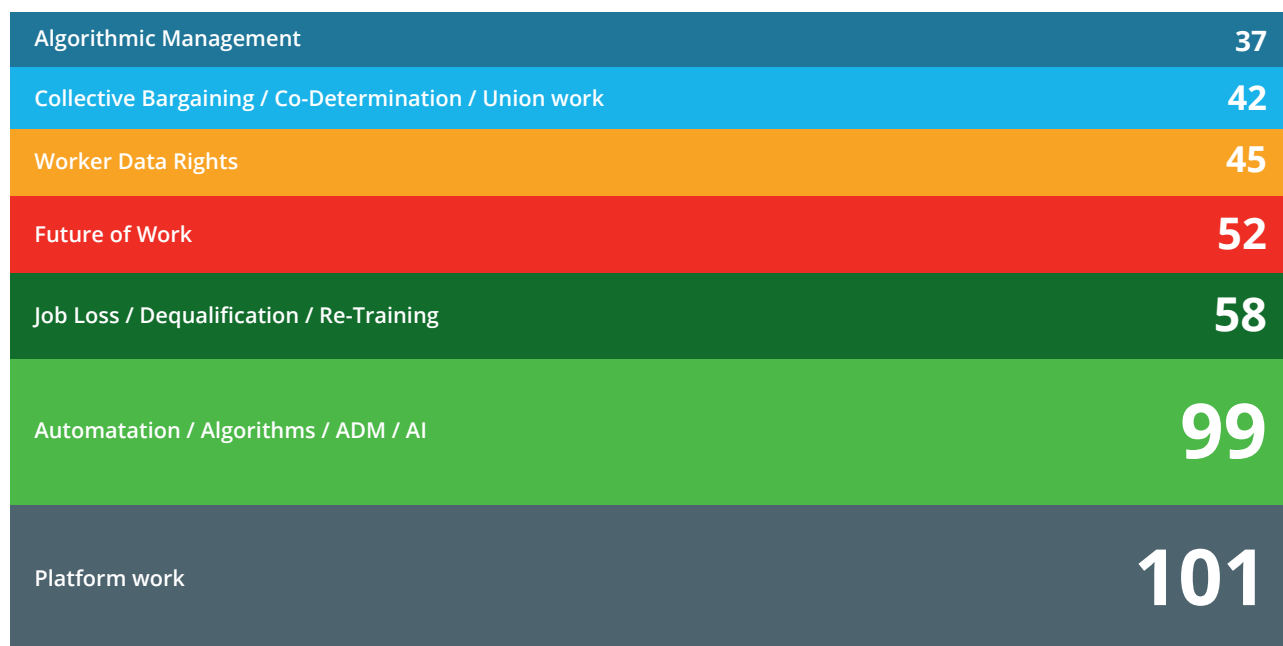 Algorithmic Management 37
Collective Bargaining / Co-Determination / Union work 42
Worker Data Rights 45
Future of Work 52
Job Loss / Dequalification / Re-Training 58
Automatation / Algorithms / ADM / AI 99
Platform work 101